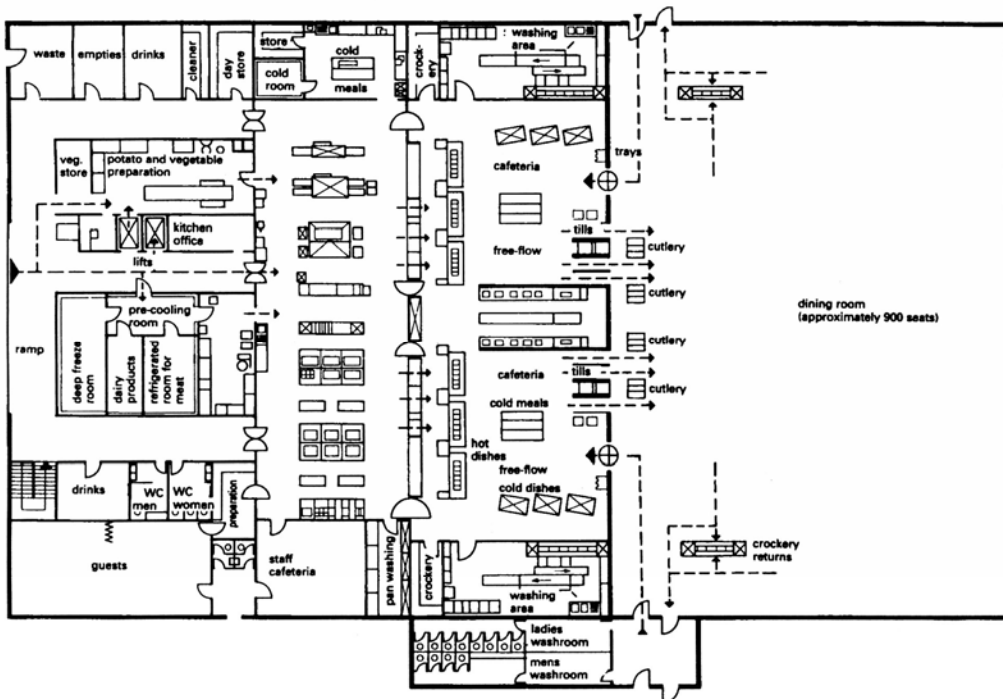 waste
empties
drinks
cleaner
day
store
store
cold
room
cold
meals
crock-
ery
washing
area
veg.
store
potato and vegetable
preparation
kitchen
office
lifts
cafeteria
trays
free-flow
tills
cutlery
cutlery
dining room
(approximately 900 seats)
ramp
pre-cooling
room
deep freeze
room
dairy
products
refrigerated
room for
meat
cutlery
cafeteria
tills
cutlery
cold meals
hot
dishes
free-flow
cold dishes
drinks
WC
men
WC
women
preparation
guests
staff
cafeteria
pan washing
crockery
washing
area
crockery
returns
ladies
washroom
mens
washroom